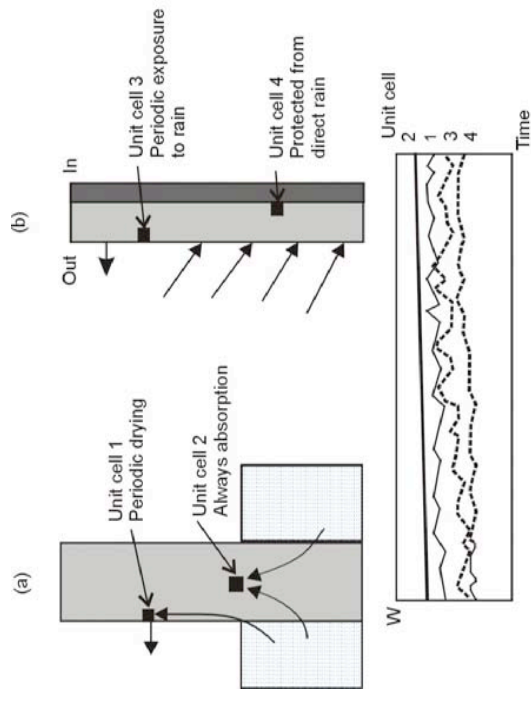 (a)
Unit cell 1
Periodic drying
Unit cell 2
Always absorption
(b)
Out
In
Unit cell 3
Periodic exposure
to rain
Unit cell 4
Protected from
direct rain
W
Unit cell
2
1
3
4
Time